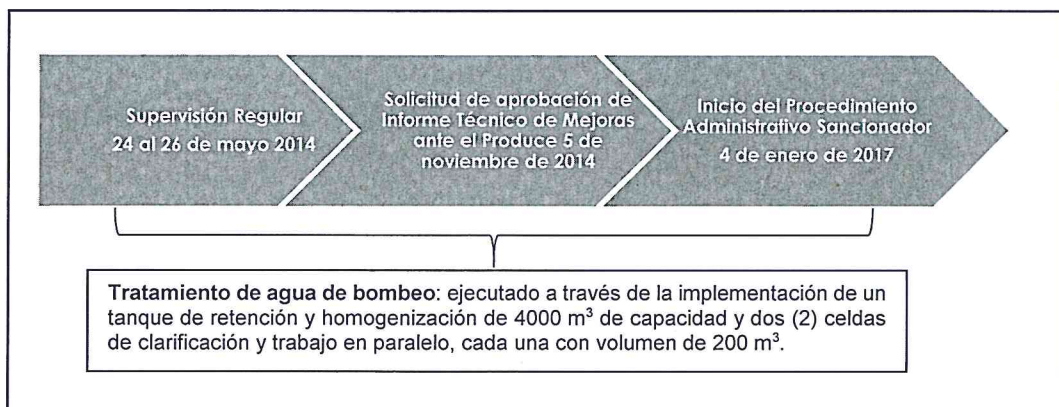 Supervisión Regular
24 al 26 de mayo 2014
Solicitud de aprobación de
Informe Técnico de Mejoras
ante el Produce 5 de
noviembre de 2014
Inicio del Procedimiento
Administrativo Sancionador
4 de enero de 2017
Tratamiento de agua de bombeo: ejecutado a través de la implementación de un
tanque de retención y homogenización de 4000 m³ de capacidad y dos (2) celdas
de clarificación y trabajo en paralelo, cada una con volumen de 200 m³.